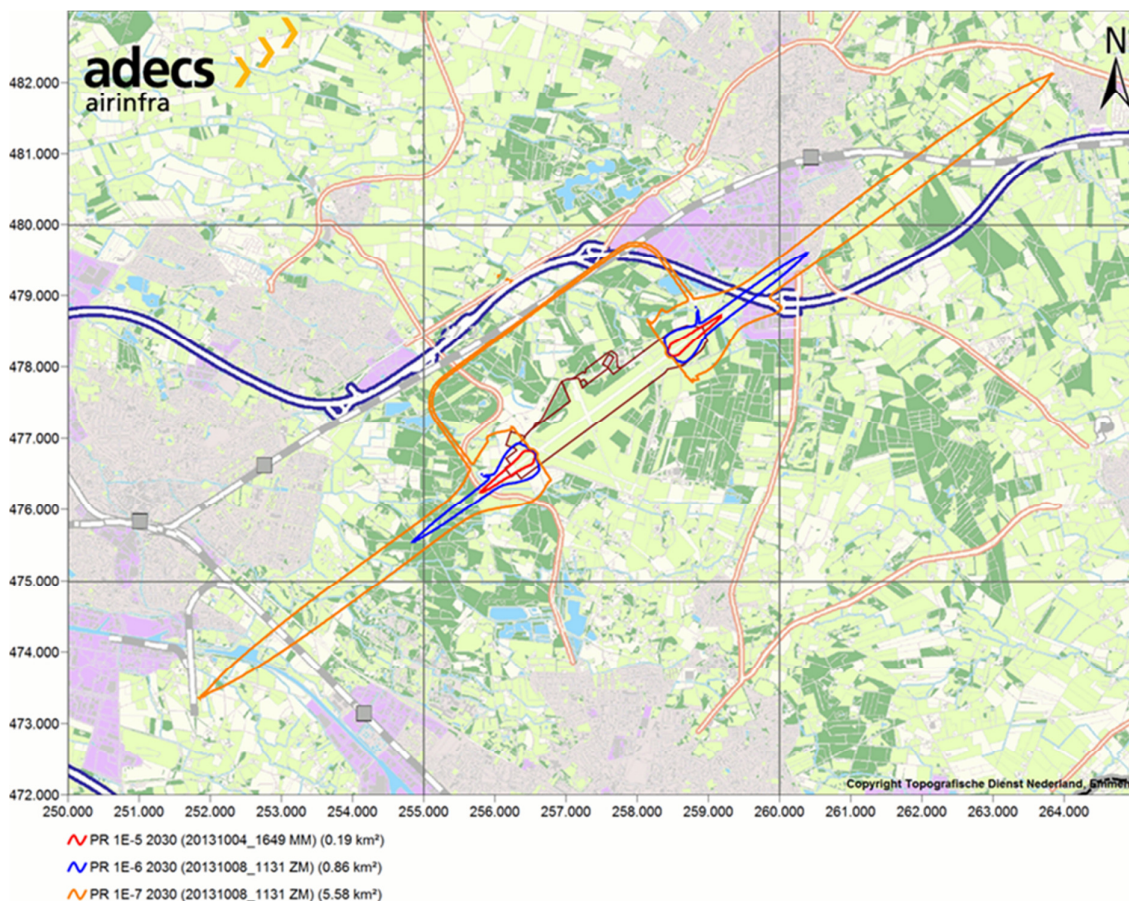 adecs
airinfra
N
482.000
481.000
480.000
479.000
478.000
477.000
476.000
475.000
474.000
473.000
472.000
Copyright Topografische Dienst Nederland, Emmen
250.000 251.000 252.000 253.000 254.000 255.000 256.000 257.000 258.000 259.000 260.000 261.000 262.000 263.000 264.000
PR 1E-5 2030 (20131004_1649 MM) (0.19 km²)
PR 1E-6 2030 (20131008_1131 ZM) (0.86 km²)
PR 1E-7 2030 (20131008_1131 ZM) (5.58 km²)